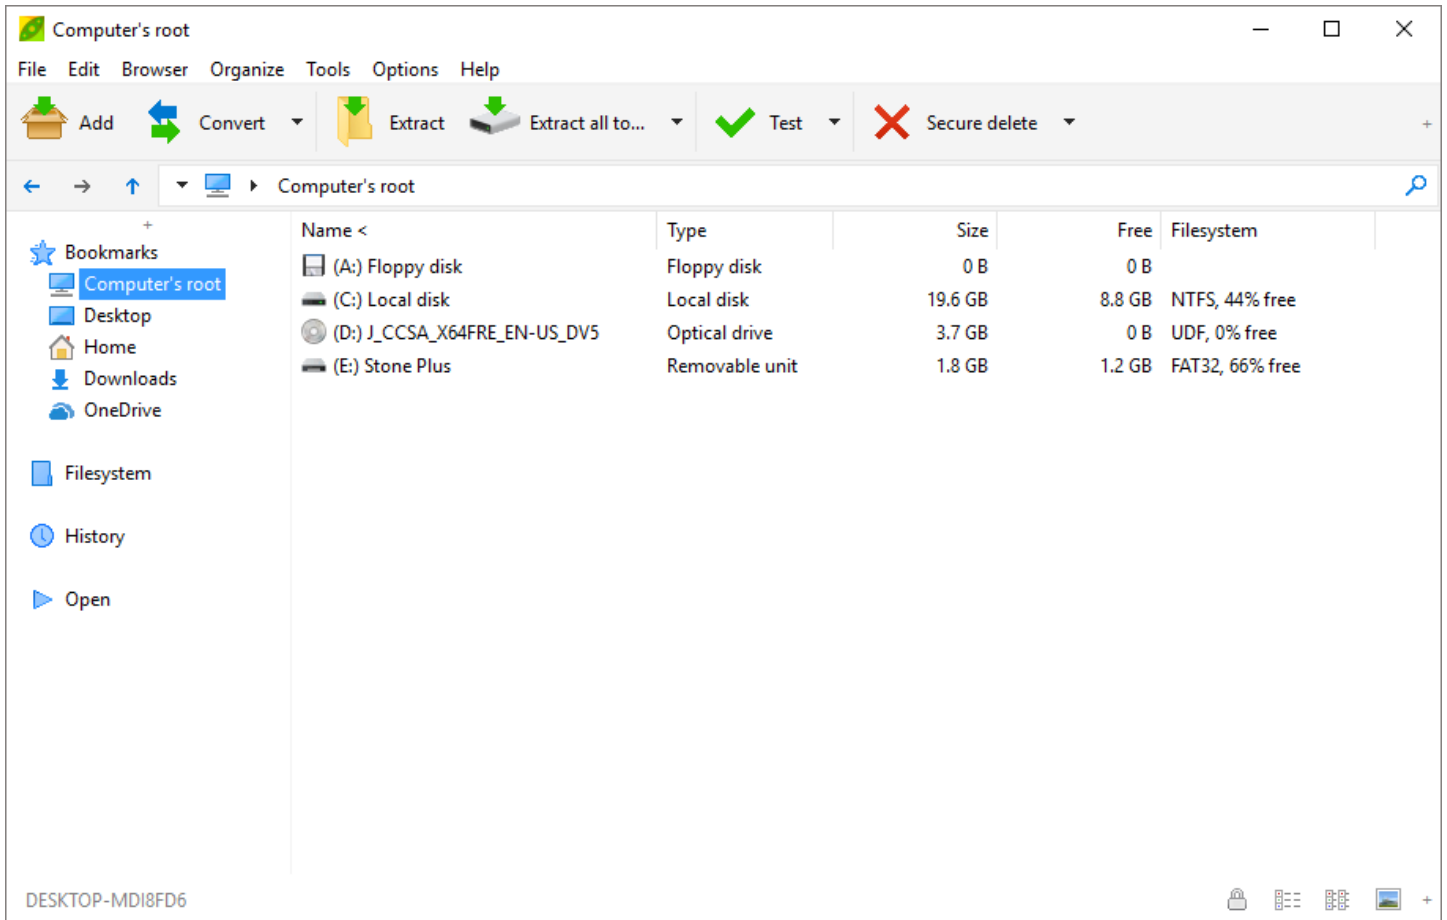 Computer's root
File Edit Browser Organize Tools Options Help
Add Convert Extract Extract all to... Test Secure delete +
Computer's root
+
Name < Type Size Free Filesystem
Bookmarks
(A:) Floppy disk Floppy disk 0 B 0 B
Computer's root
(C:) Local disk Local disk 19.6 GB 8.8 GB NTFS, 44% free
Desktop
(D:) J_CCSA_X64FRE_EN-US_DV5 Optical drive 3.7 GB 0 B UDF, 0% free
Home
(E:) Stone Plus Removable unit 1.8 GB 1.2 GB FAT32, 66% free
Downloads
OneDrive
Filesystem
History
Open
DESKTOP-MDI8FD6 +